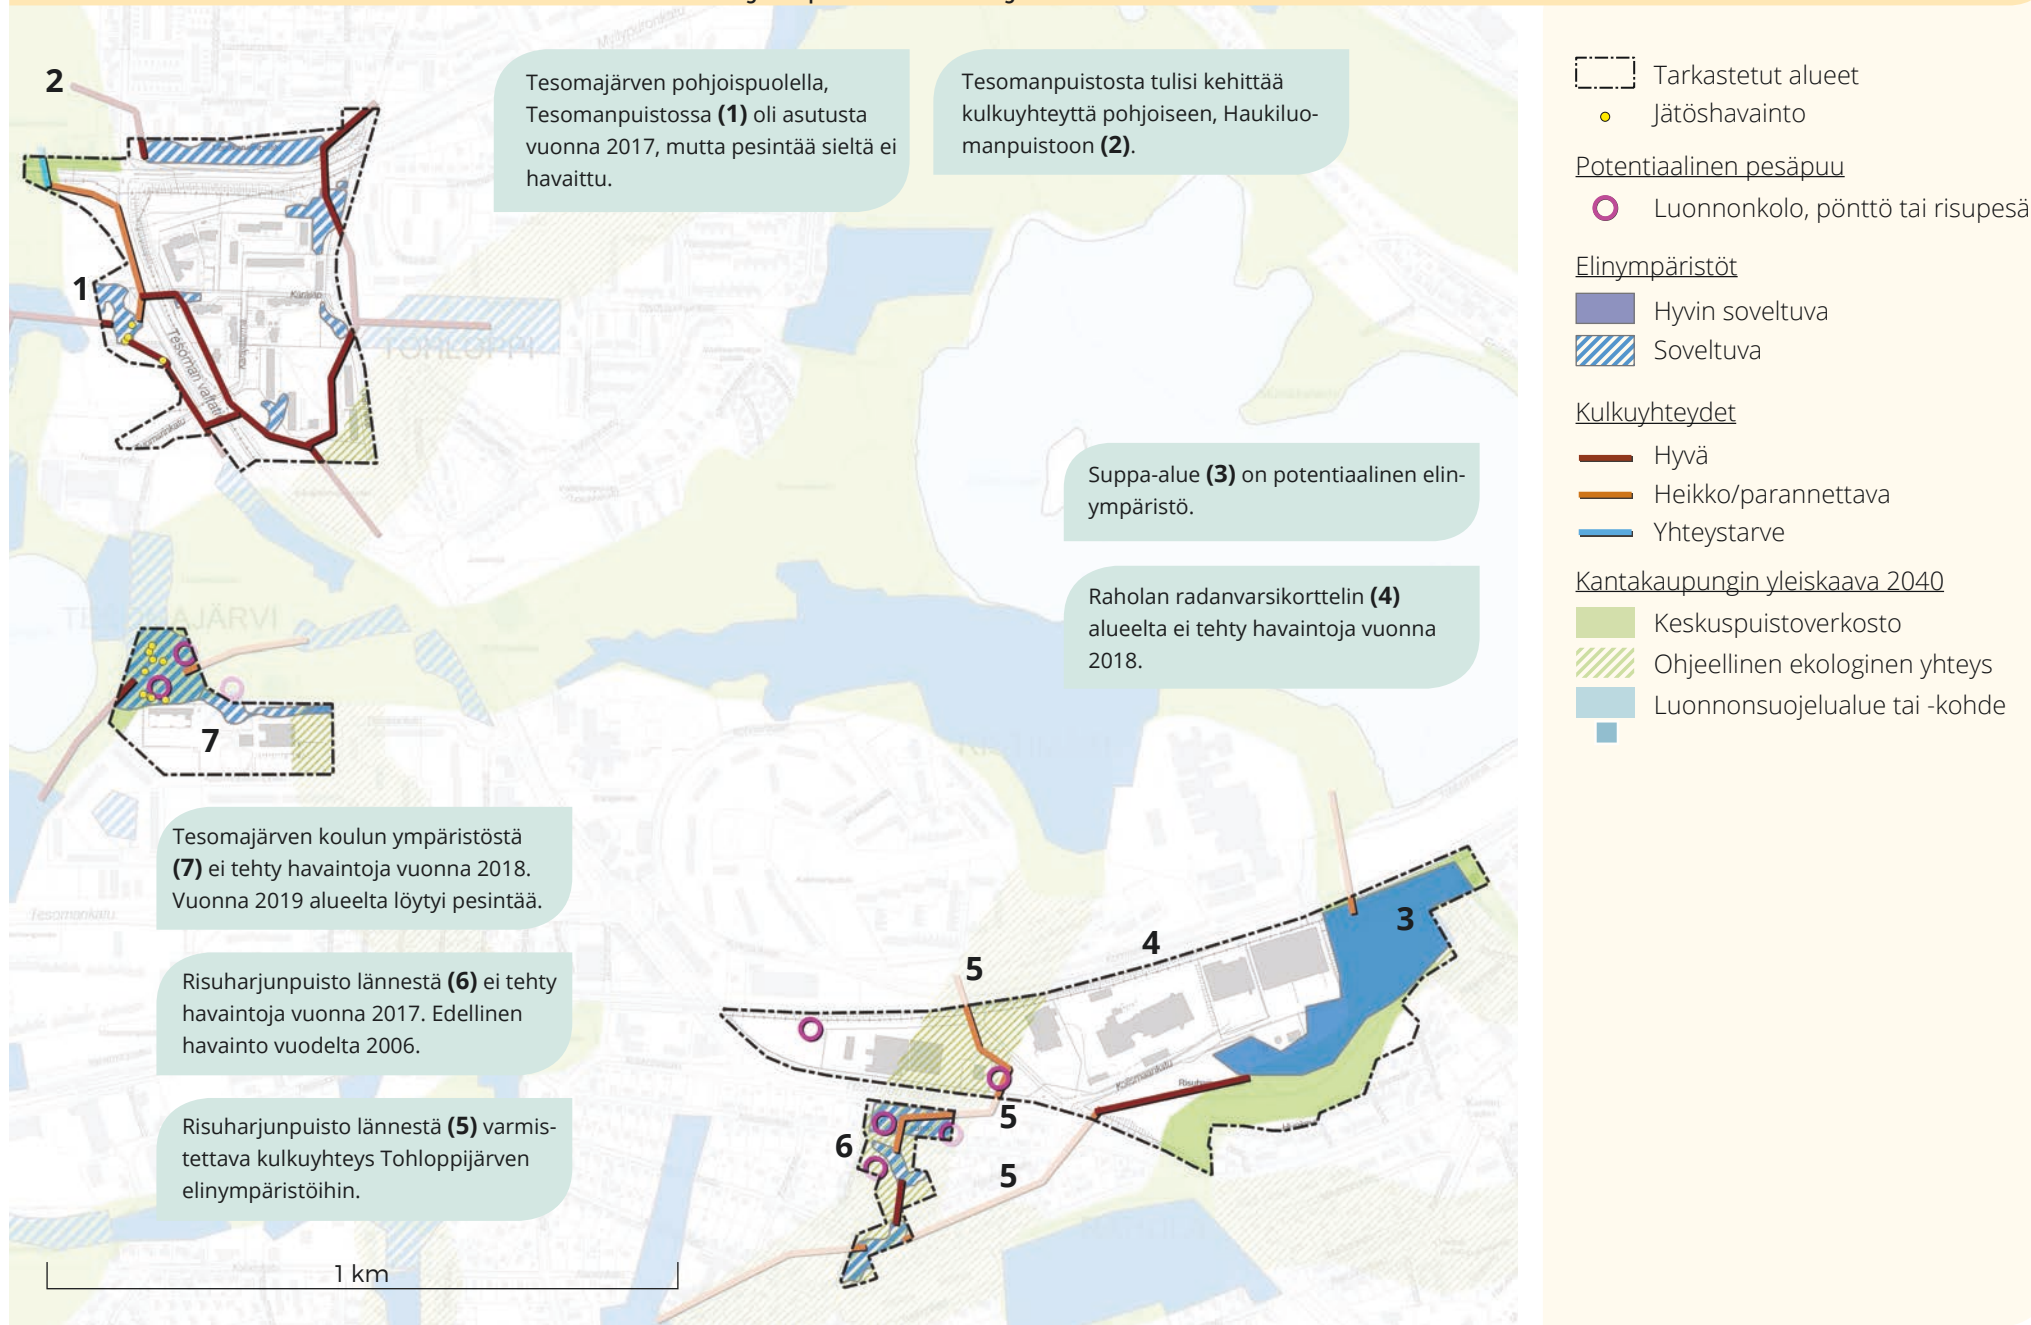 2
Tesomajärven pohjoispuolella,
Tesomanpuistossa (1) oli asutusta
vuonna 2017, mutta pesintää sieltä ei
havaittu.
Tesomanpuistosta tulisi kehittää
kulkuyhteyttä pohjoiseen, Haukiluo-
manpuistoon (2).
1
TOHLOPPI
Suppa-alue (3) on potentiaalinen elin-
ympäristö.
Raholan radanvarsikorttelin (4)
alueelta ei tehty havaintoja vuonna
2018.
7
Tesomajärven koulun ympäristöstä
(7) ei tehty havaintoja vuonna 2018.
Vuonna 2019 alueelta löytyi pesintää.
Tesomankatu
Risuharjunpuisto lännestä (6) ei tehty
havaintoja vuonna 2017. Edellinen
havainto vuodelta 2006.
Risuharjunpuisto lännestä (5) varmis-
tettava kulkuyhteys Tohloppijärven
elinympäristöihin.
3
4
5
5
6
5
1 km
Tarkastetut alueet
Jätöshavainto
Potentiaalinen pesäpuu
Luonnonkolo, pönttö tai risupesä
Elinympäristöt
Hyvin soveltuva
Soveltuva
Kulkuyhteydet
Hyvä
Heikko/parannettava
Yhteystarve
Kantakaupungin yleiskaava 2040
Keskuspuistoverkosto
Ohjeellinen ekologinen yhteys
Luonnonsuojelualue tai -kohde